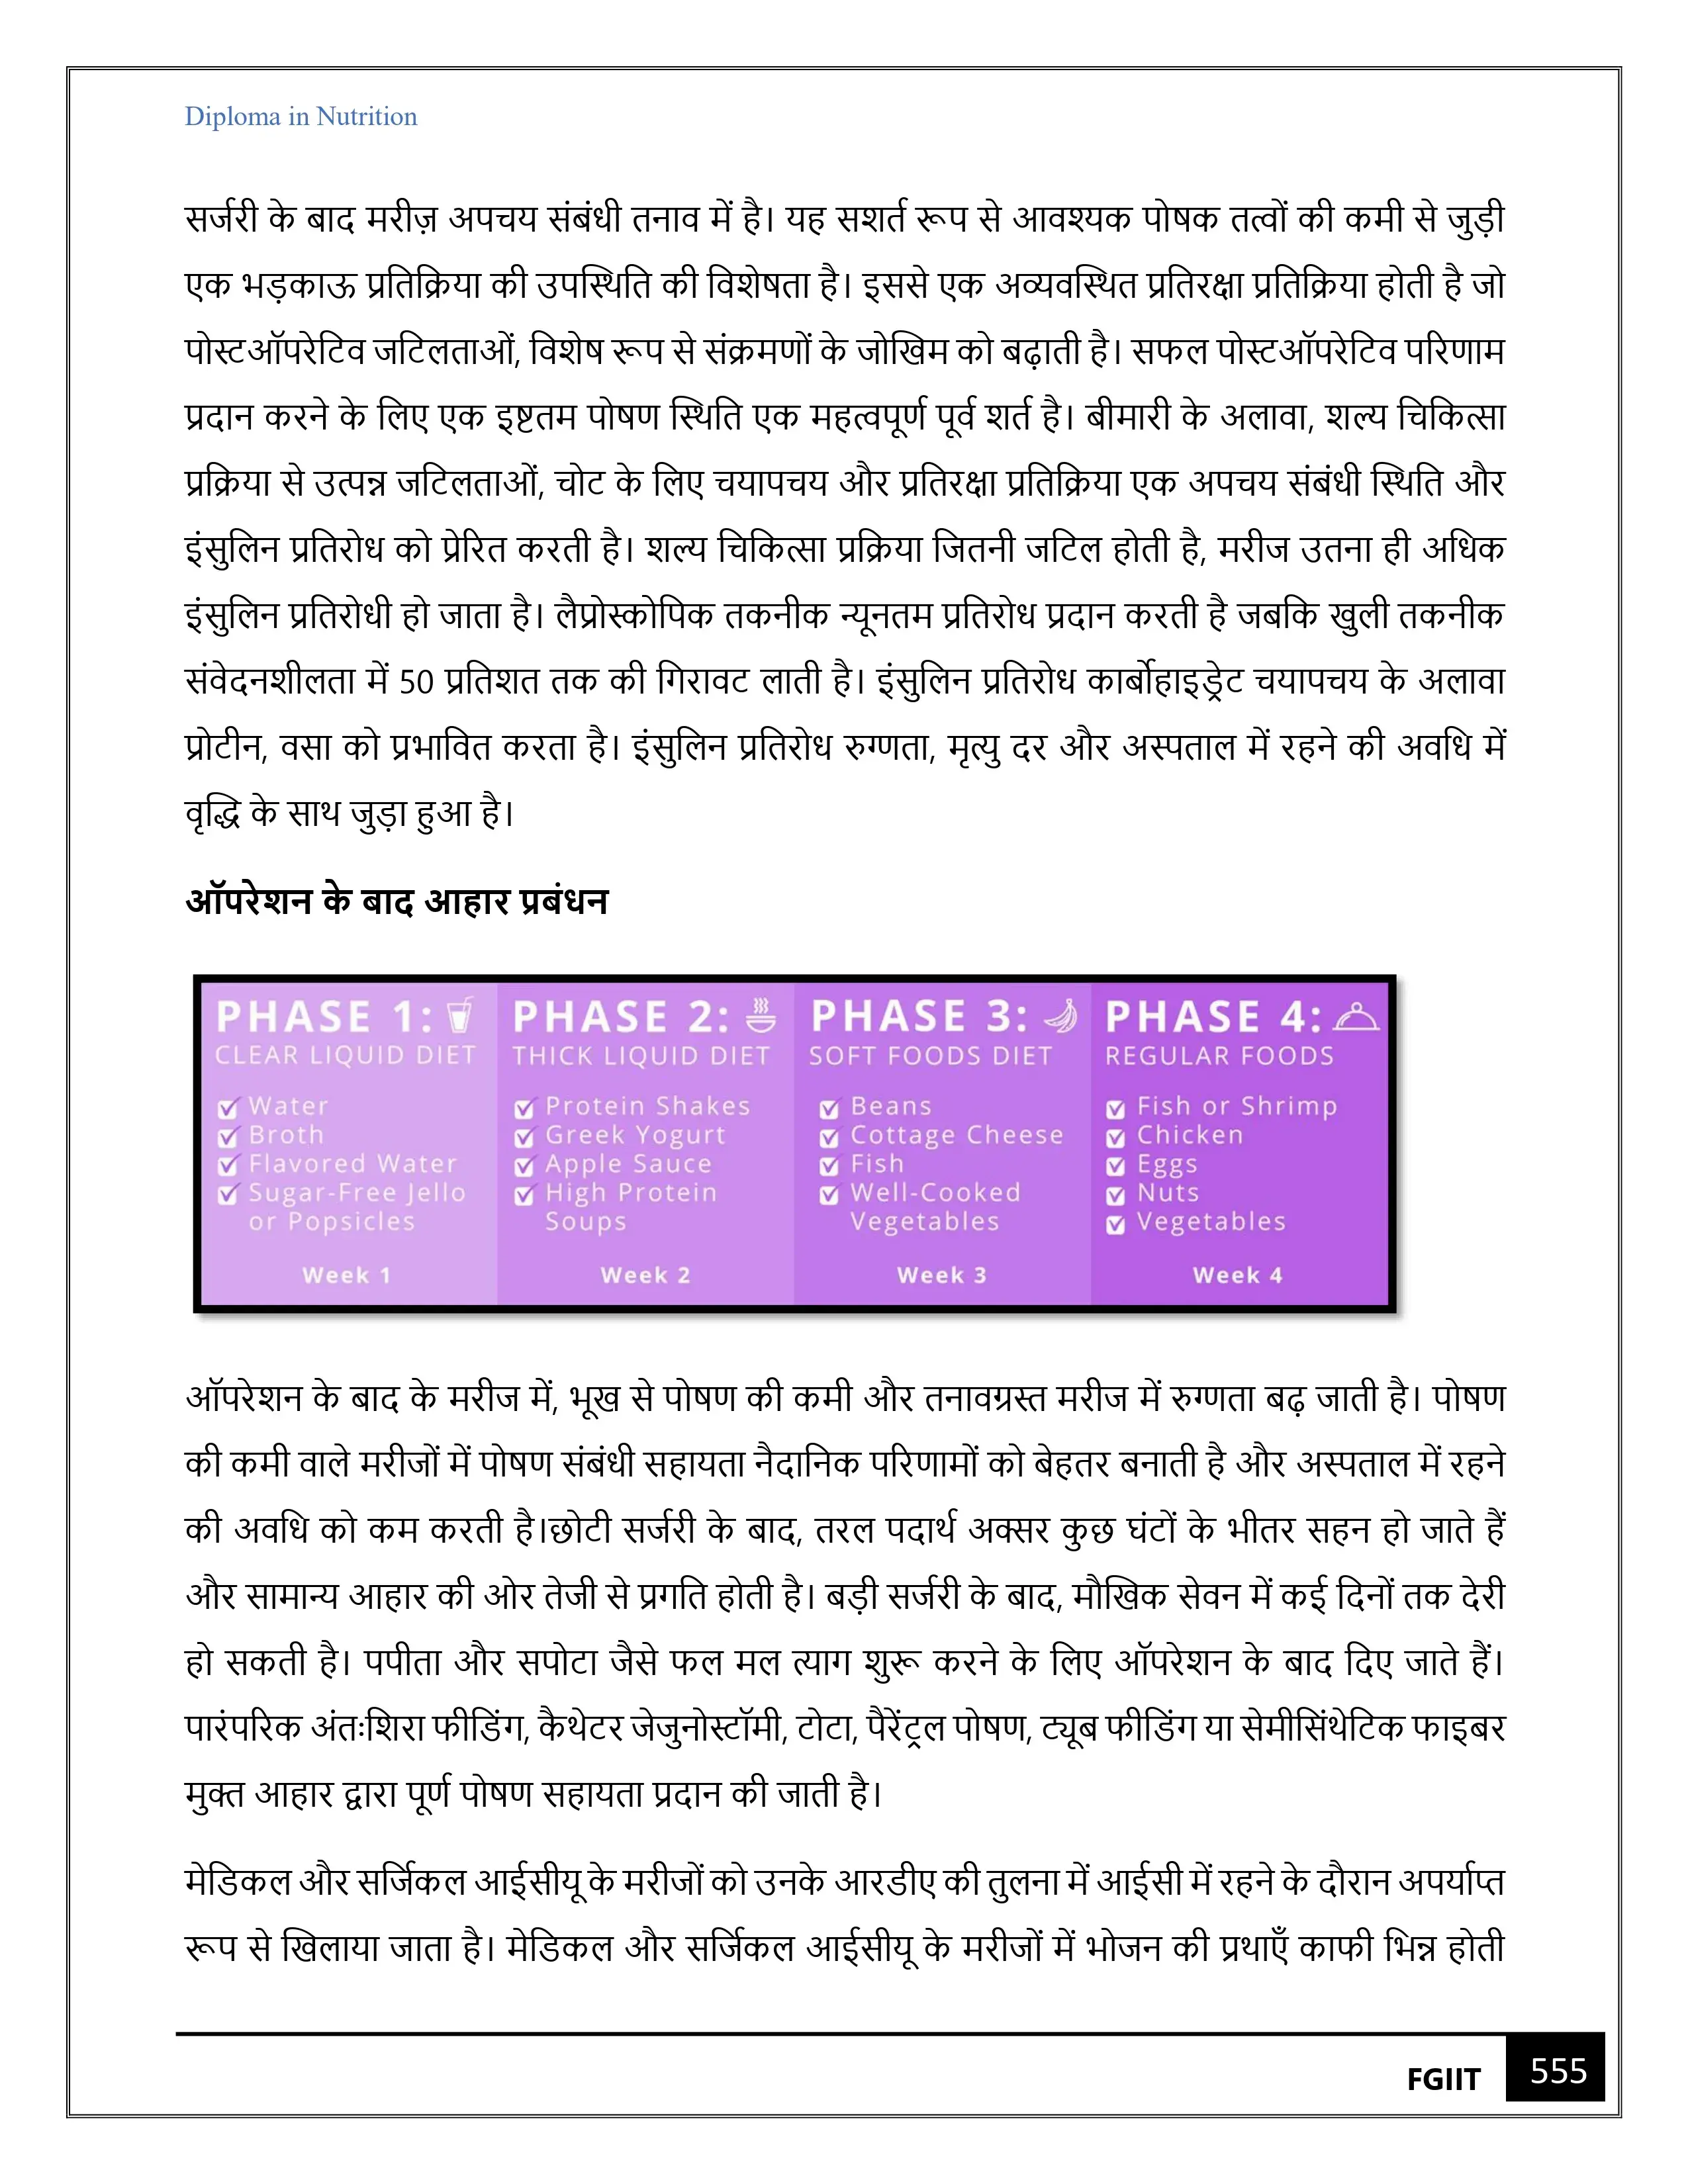 Diploma in Nutrition
सर्जरी के बाद मरीज़ अपचय संबंधी तनाव में है। यह सशर्त रूप से आवश्यक पोषक तत्वों की कमी से जुड़ी
एक भड़काऊ प्रतिक्रिया की उपस्थिति की विशेषता है। इससे एक अव्यवस्थित प्रतिरक्षा प्रतिक्रिया होती है जो
पोस्टऑपरेटिव जटिलताओं, विशेष रूप से संक्रमणों के जोखिम को बढ़ाती है। सफल पोस्टऑपरेटिव परिणाम
प्रदान करने के लिए एक इष्टतम पोषण स्थिति एक महत्वपूर्ण पूर्व शर्त है। बीमारी के अलावा, शल्य चिकित्सा
प्रक्रिया से उत्पन्न जटिलताओं, चोट के लिए चयापचय और प्रतिरक्षा प्रतिक्रिया एक अपचय संबंधी स्थिति और
इंसुलिन प्रतिरोध को प्रेरित करती है। शल्य चिकित्सा प्रक्रिया जितनी जटिल होती है, मरीज उतना ही अधिक
इंसुलिन प्रतिरोधी हो जाता है। लैप्रोस्कोपिक तकनीक न्यूनतम प्रतिरोध प्रदान करती है जबकि खुली तकनीक
संवेदनशीलता में 50 प्रतिशत तक की गिरावट लाती है। इंसुलिन प्रतिरोध कार्बोहाइड्रेट चयापचय के अलावा
प्रोटीन, वसा को प्रभावित करता है। इंसुलिन प्रतिरोध रुग्णता, मृत्यु दर और अस्पताल में रहने की अवधि में
वृद्धि के साथ जुड़ा हुआ है।
ऑपरेशन के बाद आहार प्रबंधन
PHASE 1:
CLEAR LIQUID DIET
Water
Broth
Flavored Water
Sugar-Free Jello
or Popsicles
Week 1
PHASE 2:
THICK LIQUID DIET
Protein Shakes
Greek Yogurt
Apple Sauce
High Protein
Soups
Week 2
PHASE 3:
SOFT FOODS DIET
Beans
Cottage Cheese
Fish
Well-Cooked
Vegetables
Week 3
PHASE 4:
REGULAR FOODS
Fish or Shrimp
Chicken
Eggs
Nuts
Vegetables
Week 4
ऑपरेशन के बाद के मरीज में, भूख से पोषण की कमी और तनावग्रस्त मरीज में रुग्णता बढ़ जाती है। पोषण
की कमी वाले मरीजों में पोषण संबंधी सहायता नैदानिक परिणामों को बेहतर बनाती है और अस्पताल में रहने
की अवधि को कम करती है।छोटी सर्जरी के बाद, तरल पदार्थ अक्सर कुछ घंटों के भीतर सहन हो जाते हैं
और सामान्य आहार की ओर तेजी से प्रगति होती है। बड़ी सर्जरी के बाद, मौखिक सेवन में कई दिनों तक देरी
हो सकती है। पपीता और सपोटा जैसे फल मल त्याग शुरू करने के लिए ऑपरेशन के बाद दिए जाते हैं।
पारंपरिक अंतःशिरा फीडिंग, कैथेटर जेजुनोस्टॉमी, टोटा, पैरेंट्रल पोषण, ट्यूब फीडिंग या सेमीसिंथेटिक फाइबर
मुक्त आहार द्वारा पूर्ण पोषण सहायता प्रदान की जाती है।
मेडिकल और सर्जिकल आईसीयू के मरीजों को उनके आरडीए की तुलना में आईसी में रहने के दौरान अपर्याप्त
रूप से खिलाया जाता है। मेडिकल और सर्जिकल आईसीयू के मरीजों में भोजन की प्रथाएँ काफी भिन्न होती
FGIIT 555